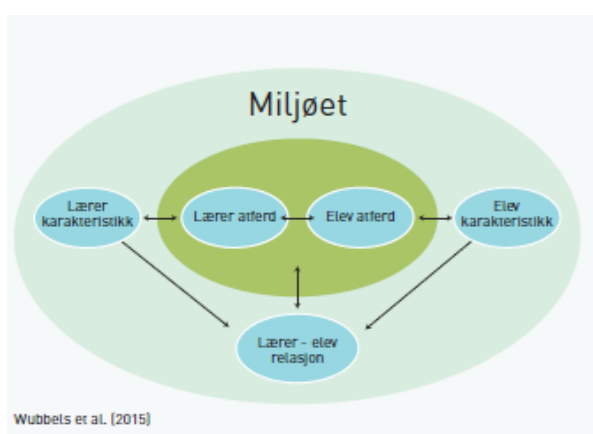 Miljøet
Lærer
karakteristikk
Lærer atferd
Elev atferd
Elev
karakteristikk
Lærer - elev
relasjon
Wubbels et al. (2015)